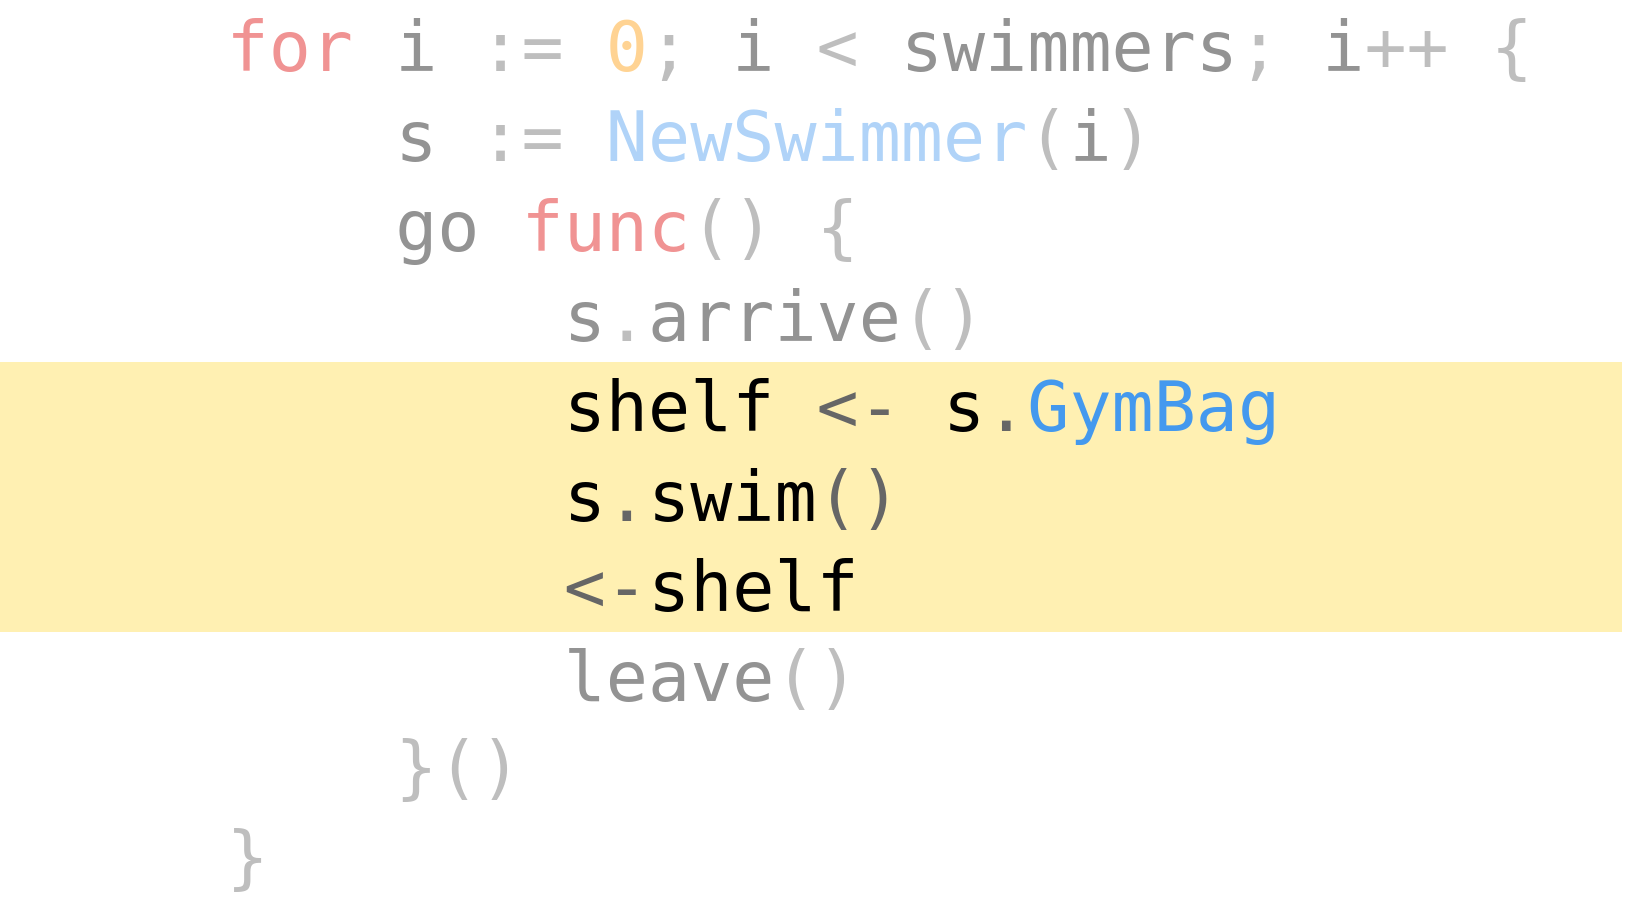 for i := 0; i < swimmers; i++ {
    s := NewSwimmer(i)
    go func() {
        s.arrive()
        shelf <- s.GymBag
        s.swim()
        <-shelf
        leave()
    }()
}